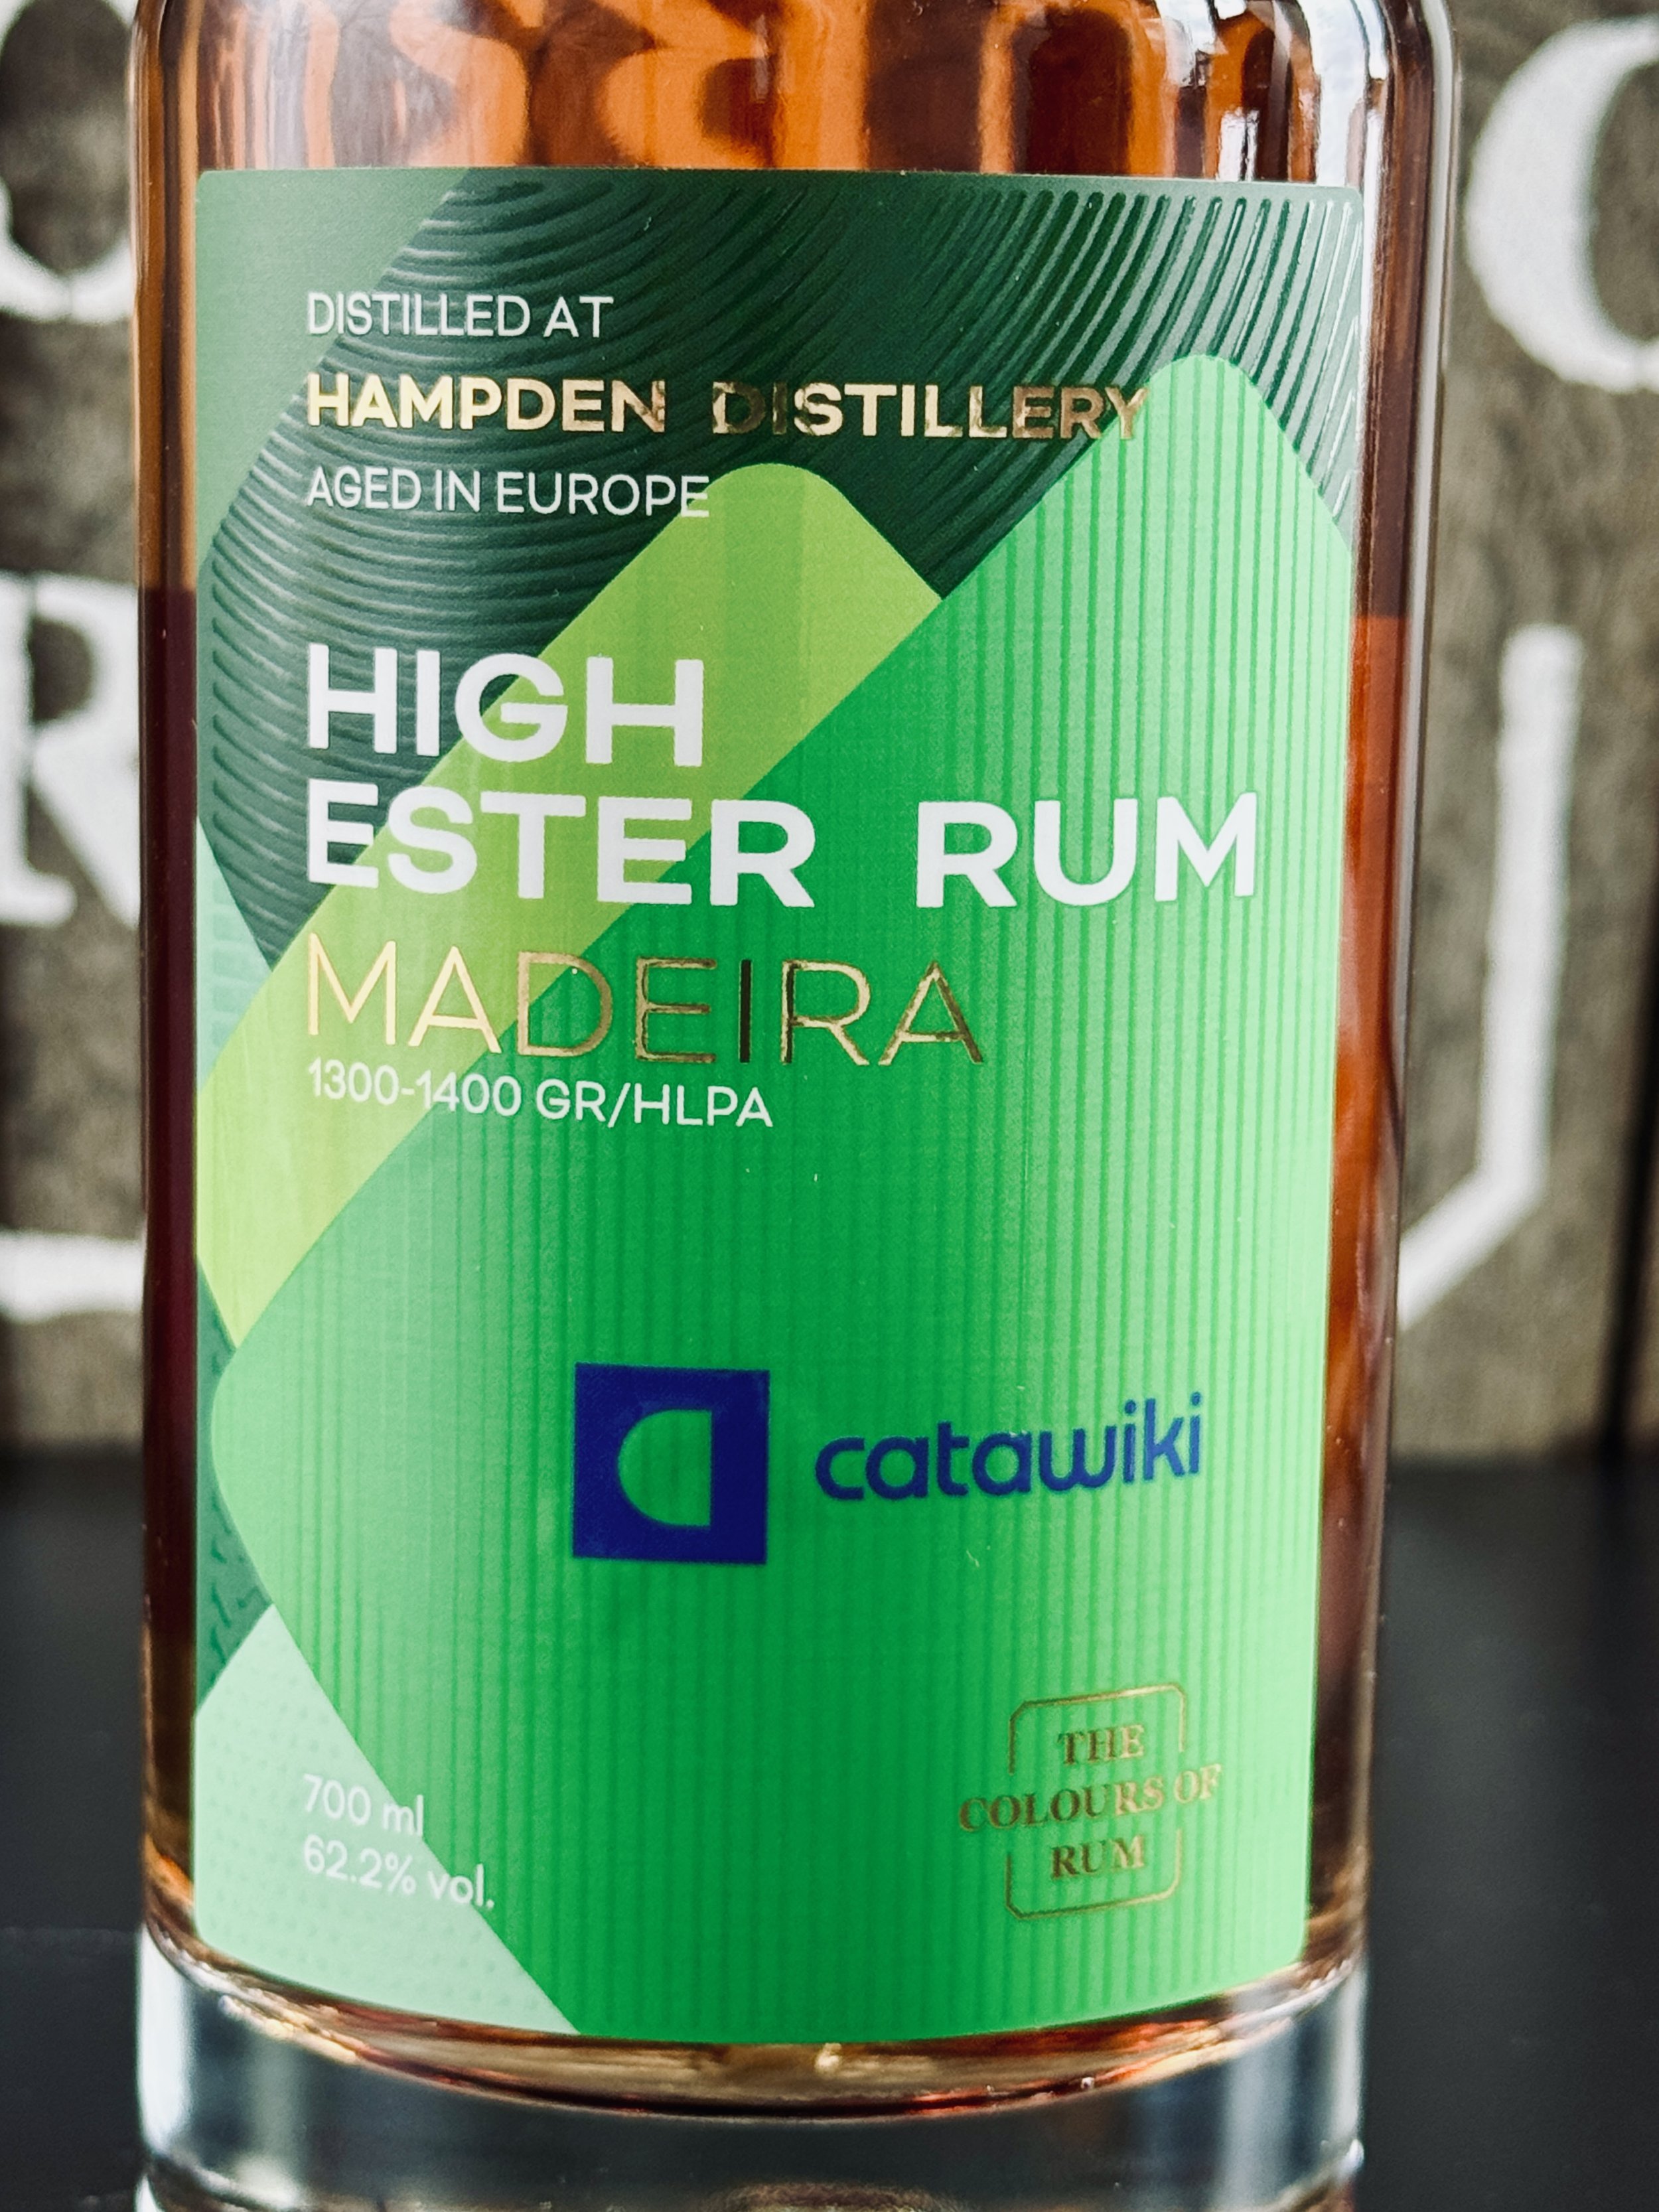 DISTILLED AT
HAMPDEN DISTILLERY
AGED IN EUROPE
HIGH
ESTER RUM
MADEIRA
1300-1400 GR/HLPA
catawiki
THE
COLOURS OF
RUM
700 ml
62.2% vol.